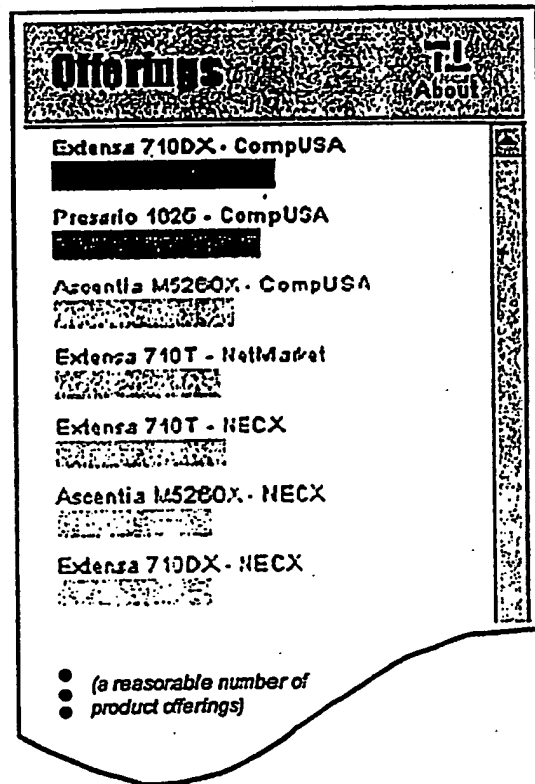 Offerings
About
Extensa 710DX - CompUSA
Presario 1020 - CompUSA
Ascentia M5260X - CompUSA
Extensa 710T - NetMarket
Extensa 710T - NECX
Ascentia M5260X - NECX
Extensa 710DX - NECX
(a reasonable number of
product offerings)